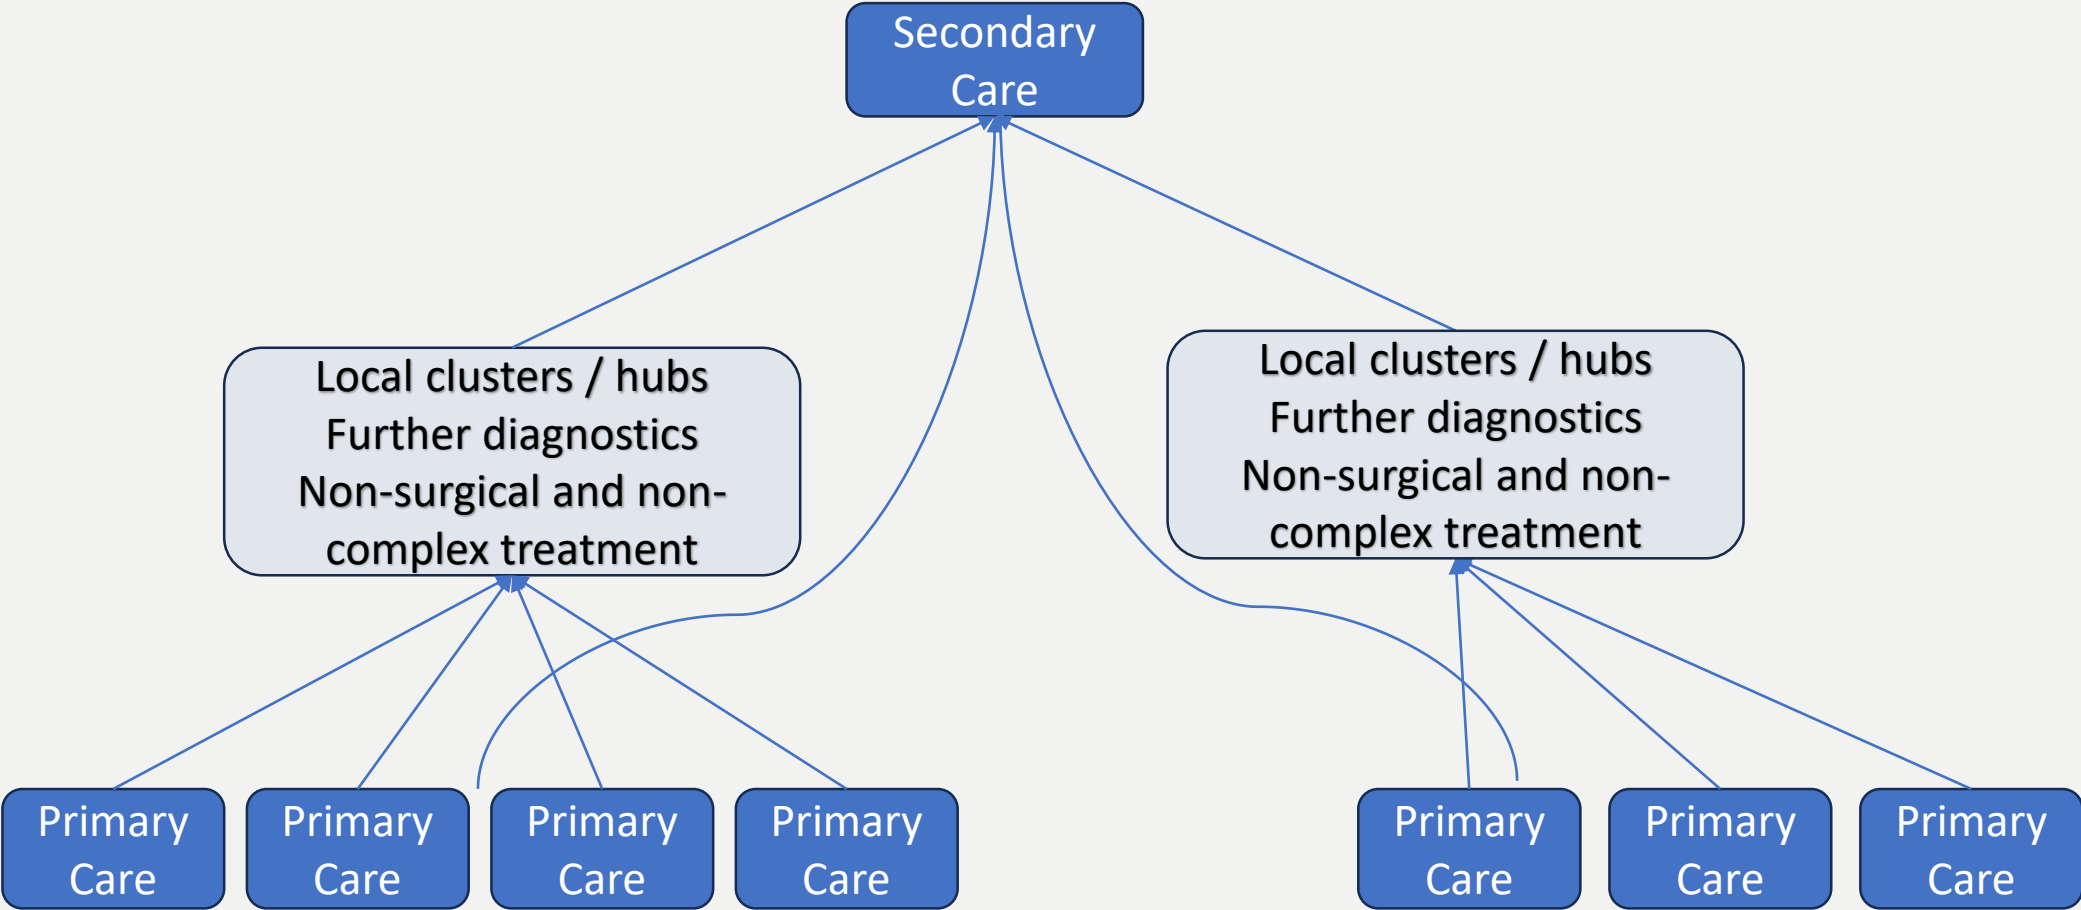 Secondary
Care
Local clusters / hubs
Further diagnostics
Non-surgical and non-
complex treatment
Local clusters / hubs
Further diagnostics
Non-surgical and non-
complex treatment
Primary
Care
Primary
Care
Primary
Care
Primary
Care
Primary
Care
Primary
Care
Primary
Care